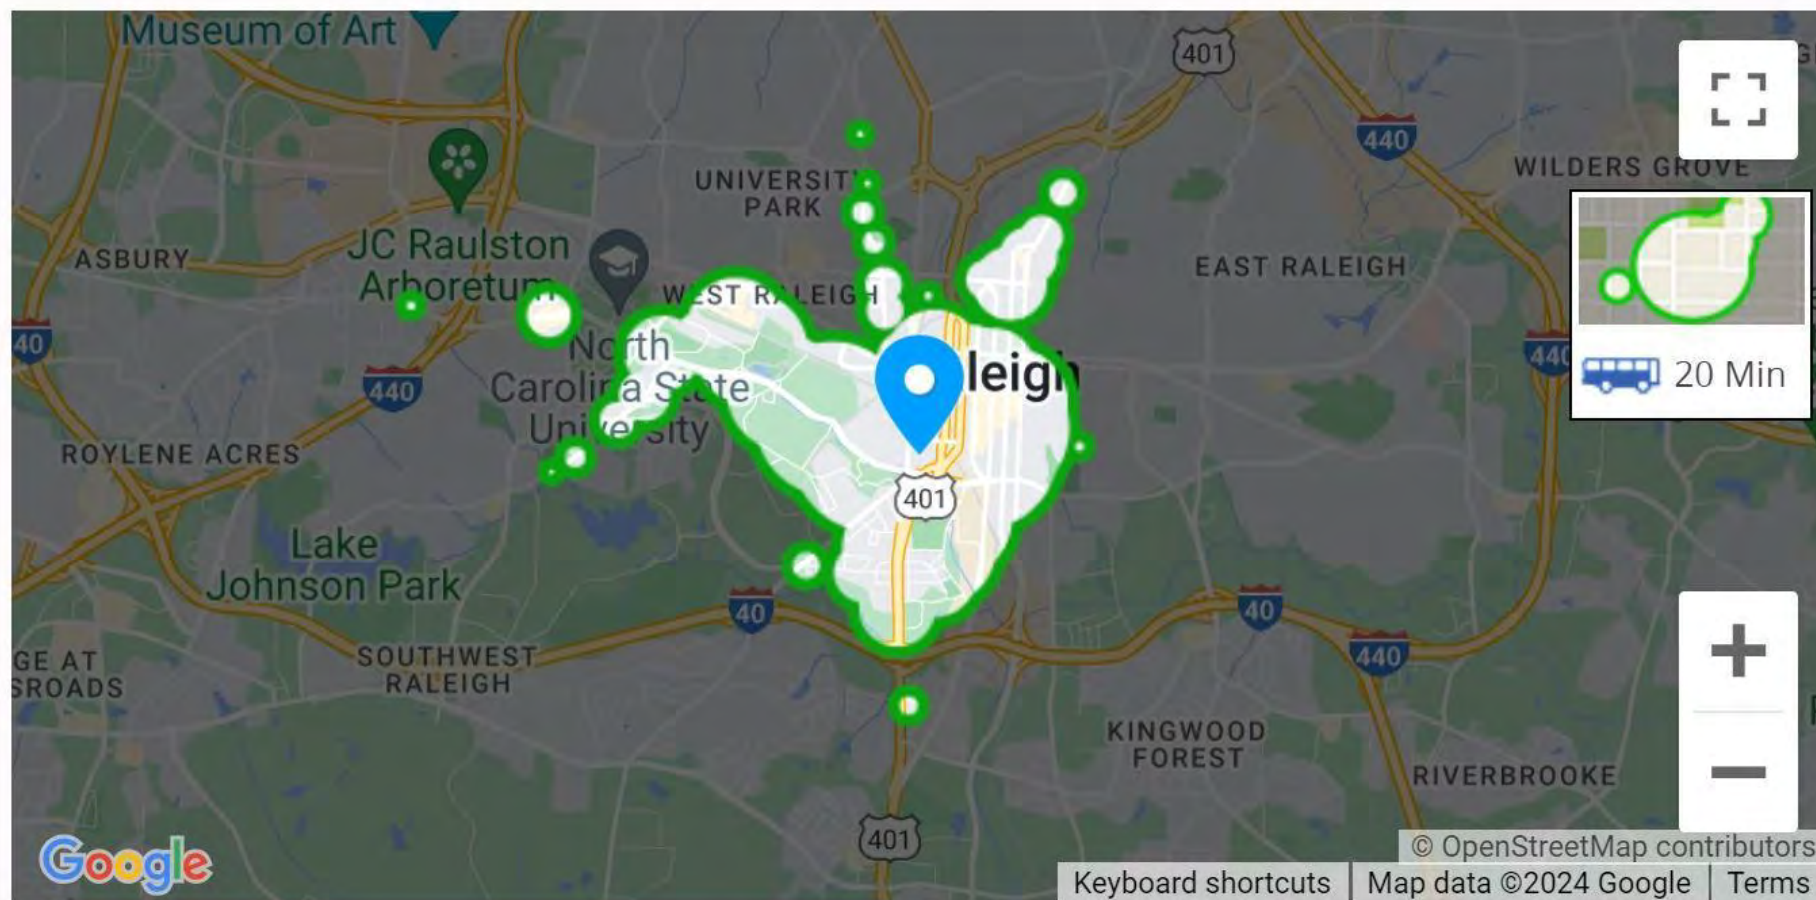 Museum of Art
401
440
WILDERS GROVE
UNIVERSITY
PARK
ASBURY
JC Raulston
Arboretum
EAST RALEIGH
WEST RALEIGH
40
North
Carolina State
University
440
leigh
440
20 Min
ROYLENE ACRES
401
Lake
Johnson Park
40
40
GE AT
SROADS
SOUTHWEST
RALEIGH
440
KINGWOOD
FOREST
RIVERBROOKE
401
Google
© OpenStreetMap contributors
Keyboard shortcuts
Map data ©2024 Google
Terms